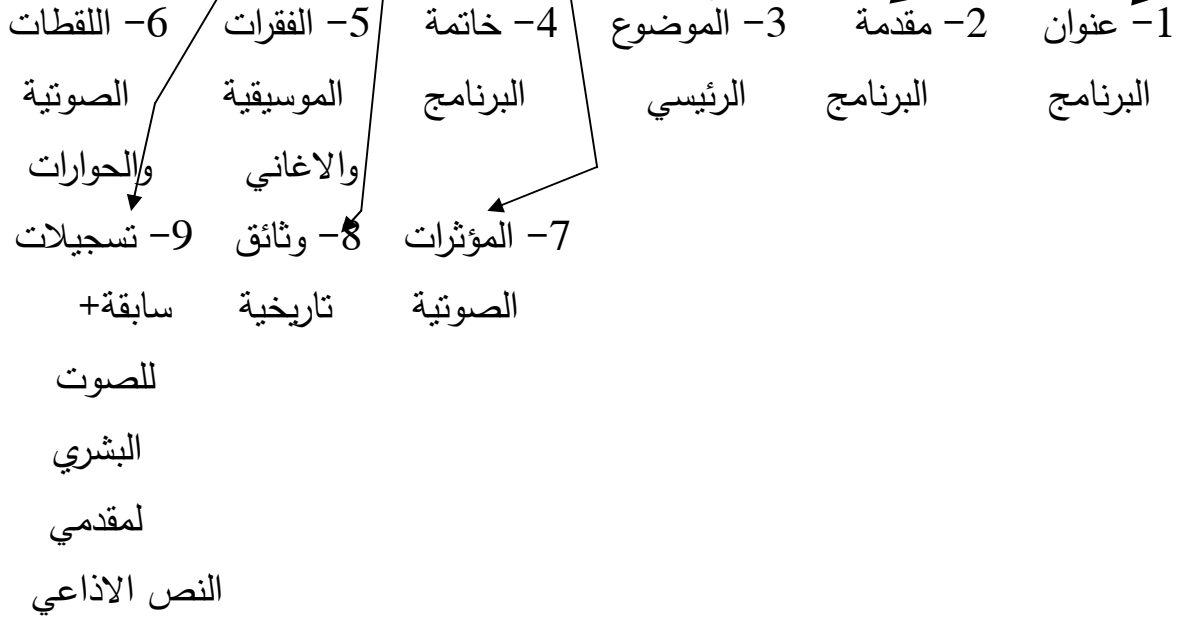 1- عنوان 2- مقدمة 3- الموضوع 4- خاتمة 5- الفقرات 6- اللقطات
البرنامج البرنامج الرئيسي البرنامج الموسيقية الصوتية
والاغاني والحوارات
7- المؤثرات 8- وثائق 9- تسجيلات
الصوتية تاريخية سابقة+
للصوت
البشري
لمقدمي
النص الاذاعي